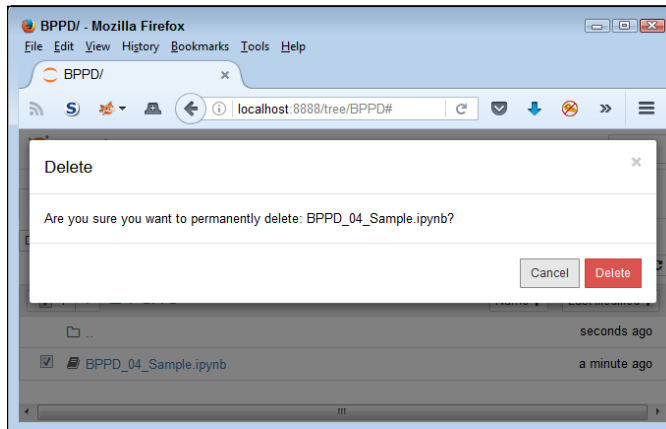 BPPD/ - Mozilla Firefox
File Edit View History Bookmarks Tools Help
BPPD/
localhost:8888/tree/BPPD#
Delete
Are you sure you want to permanently delete: BPPD_04_Sample.ipynb?
Cancel Delete
..
seconds ago
BPPD_04_Sample.ipynb
a minute ago